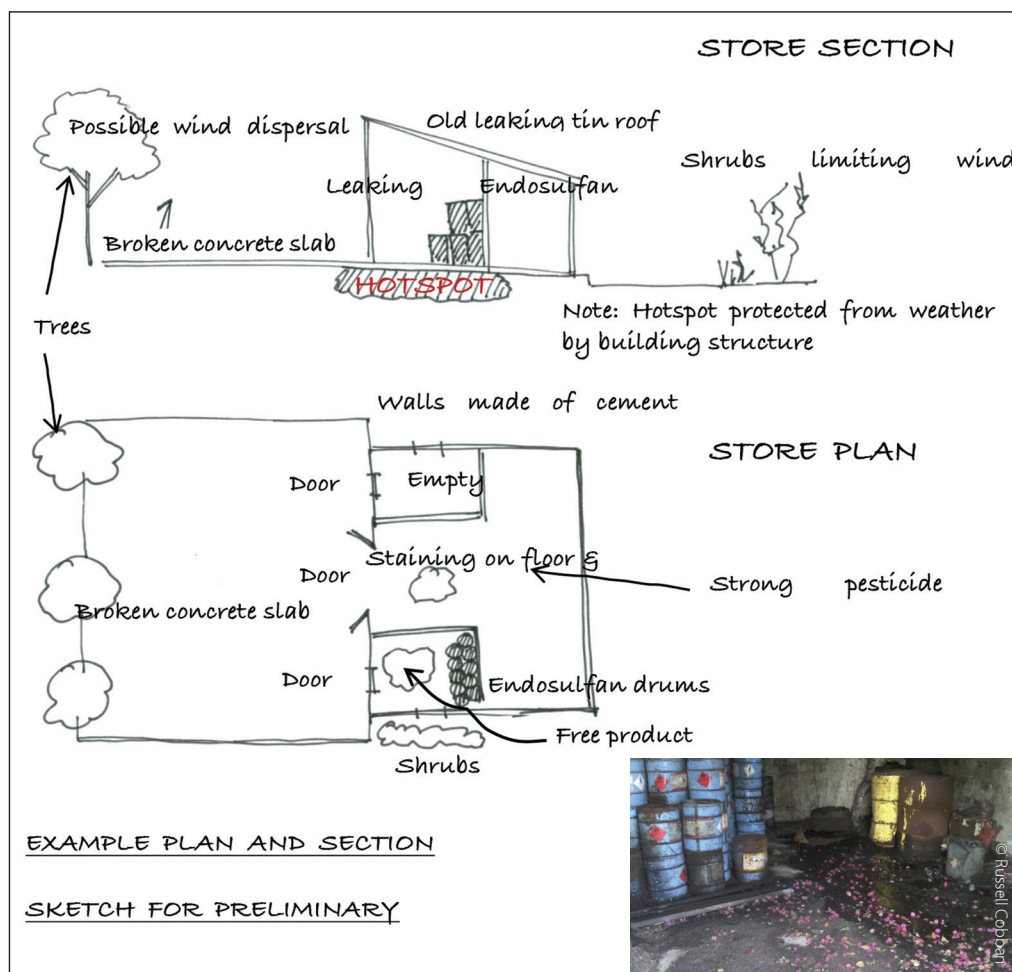 STORE SECTION
Possible wind dispersal
Old leaking tin roof
Shrubs limiting wind
Leaking Endosulfan
Broken concrete slab
HOTSPOT
Note: Hotspot protected from weather
by building structure
Trees
Walls made of cement
STORE PLAN
Door
Empty
Staining on floor &
Door
Strong pesticide
Broken concrete slab
Door
Endosulfan drums
Free product
Shrubs
EXAMPLE PLAN AND SECTION
SKETCH FOR PRELIMINARY
© Russell Cobban